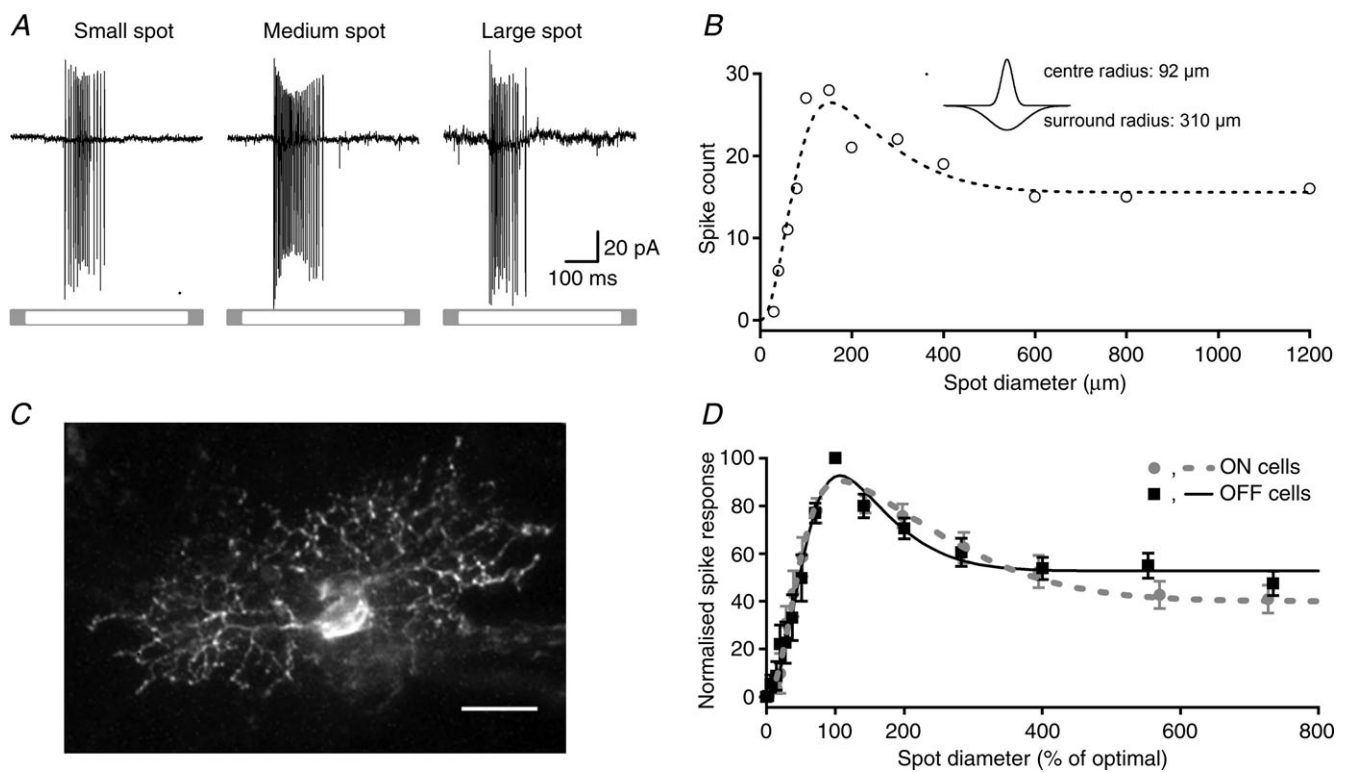 A
Small spot
Medium spot
Large spot
20 pA
100 ms
B
30
20
10
0
Spike count
centre radius: 92 µm
surround radius: 310 µm
0 200 400 600 800 1000 1200
Spot diameter (µm)
C
D
100
80
60
40
20
0
Normalised spike response
, ON cells
, OFF cells
0 100 200 400 600 800
Spot diameter (% of optimal)